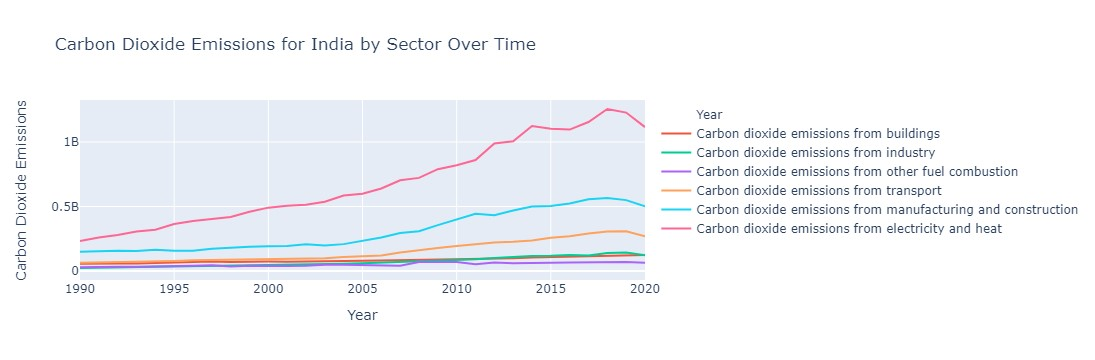 Carbon Dioxide Emissions for India by Sector Over Time
Carbon Dioxide Emissions
1B
0.5B
0
1990 1995 2000 2005 2010 2015 2020
Year
Year
Carbon dioxide emissions from buildings
Carbon dioxide emissions from industry
Carbon dioxide emissions from other fuel combustion
Carbon dioxide emissions from transport
Carbon dioxide emissions from manufacturing and construction
Carbon dioxide emissions from electricity and heat